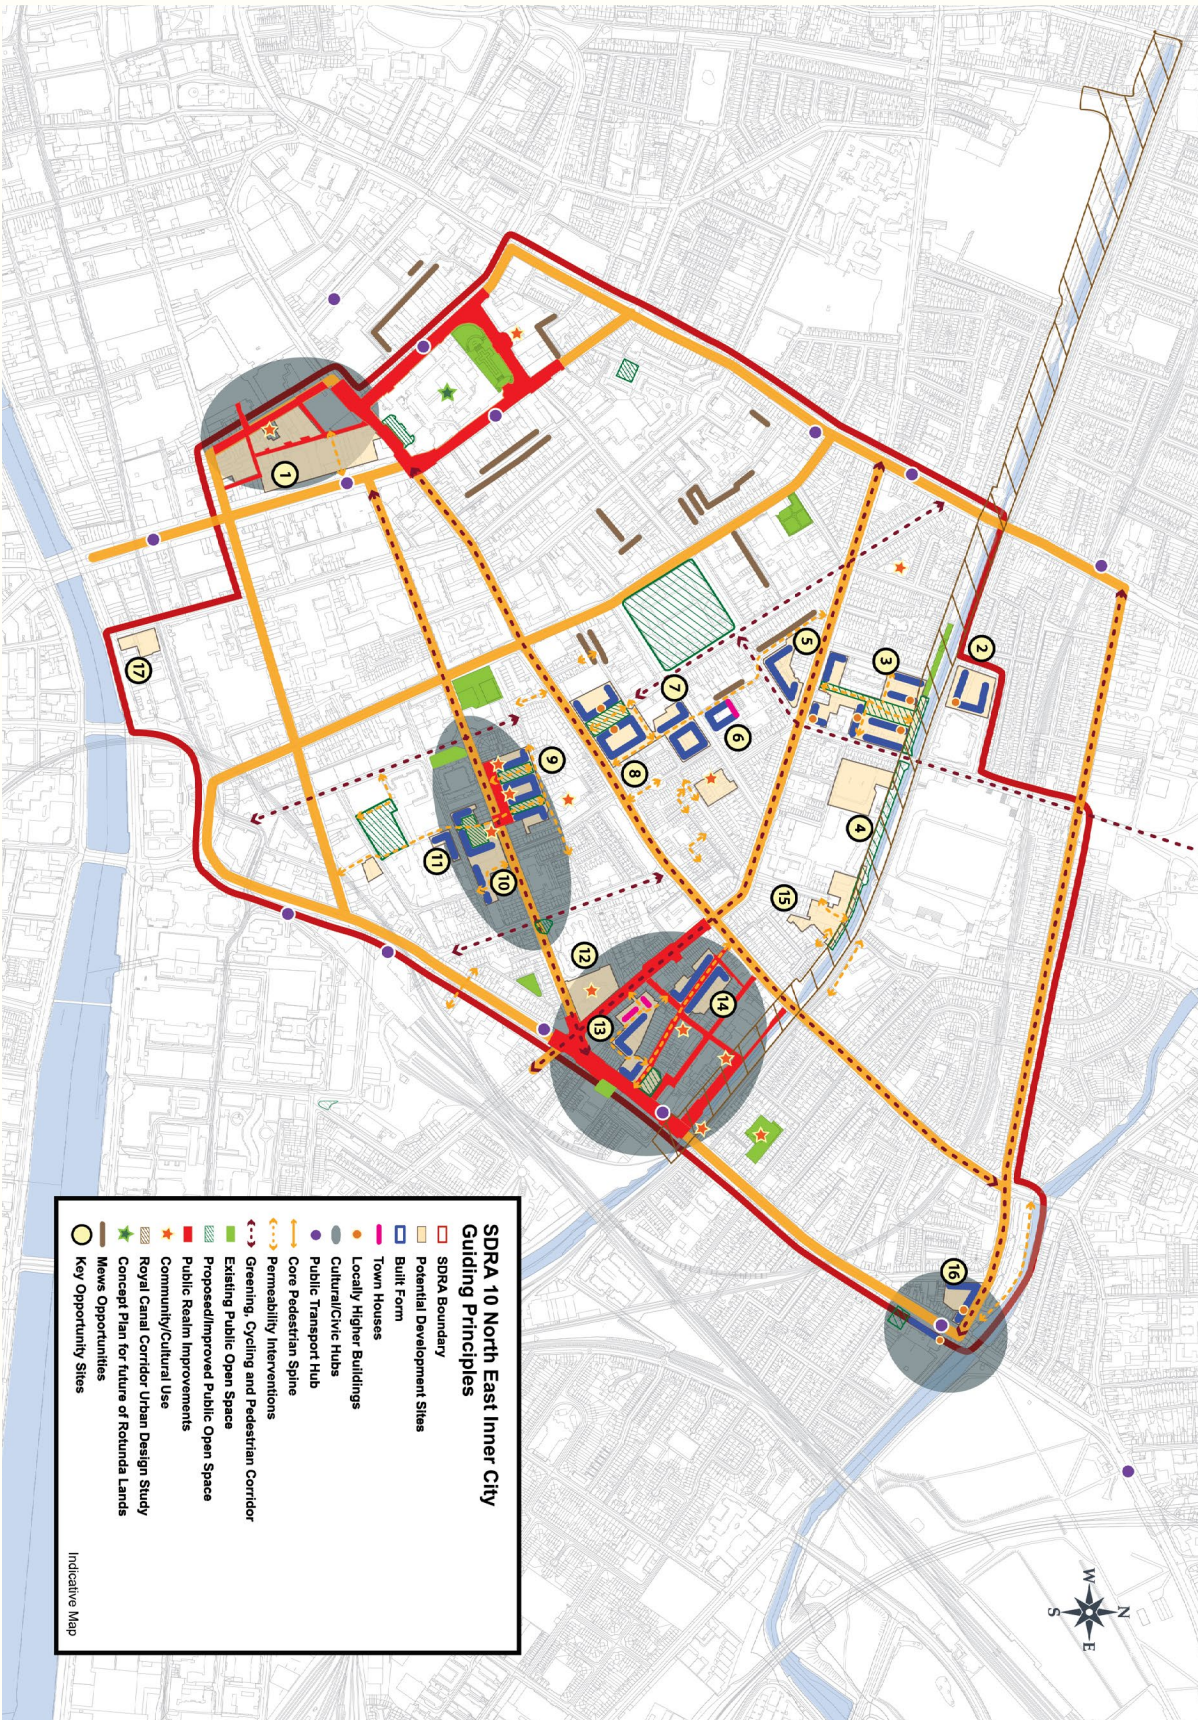 SDRA 10 North East Inner City
Guiding Principles
SDRA Boundary
Potential Development Sites
Built Form
Town Houses
Locally Higher Buildings
Cultural/Civic Hubs
Public Transport Hub
Core Pedestrian Spine
Permeability Interventions
Greening, Cycling and Pedestrian Corridor
Existing Public Open Space
Proposed/Improved Public Open Space
Public Realm Improvements
Community/Cultural Use
Royal Canal Corridor Urban Design Study
Concept Plan for future of Rotunda Lands
Mews Opportunities
Key Opportunity Sites
Indicative Map
N
W
E
S
1
2
3
4
5
6
7
8
9
10
11
12
13
14
15
16
17